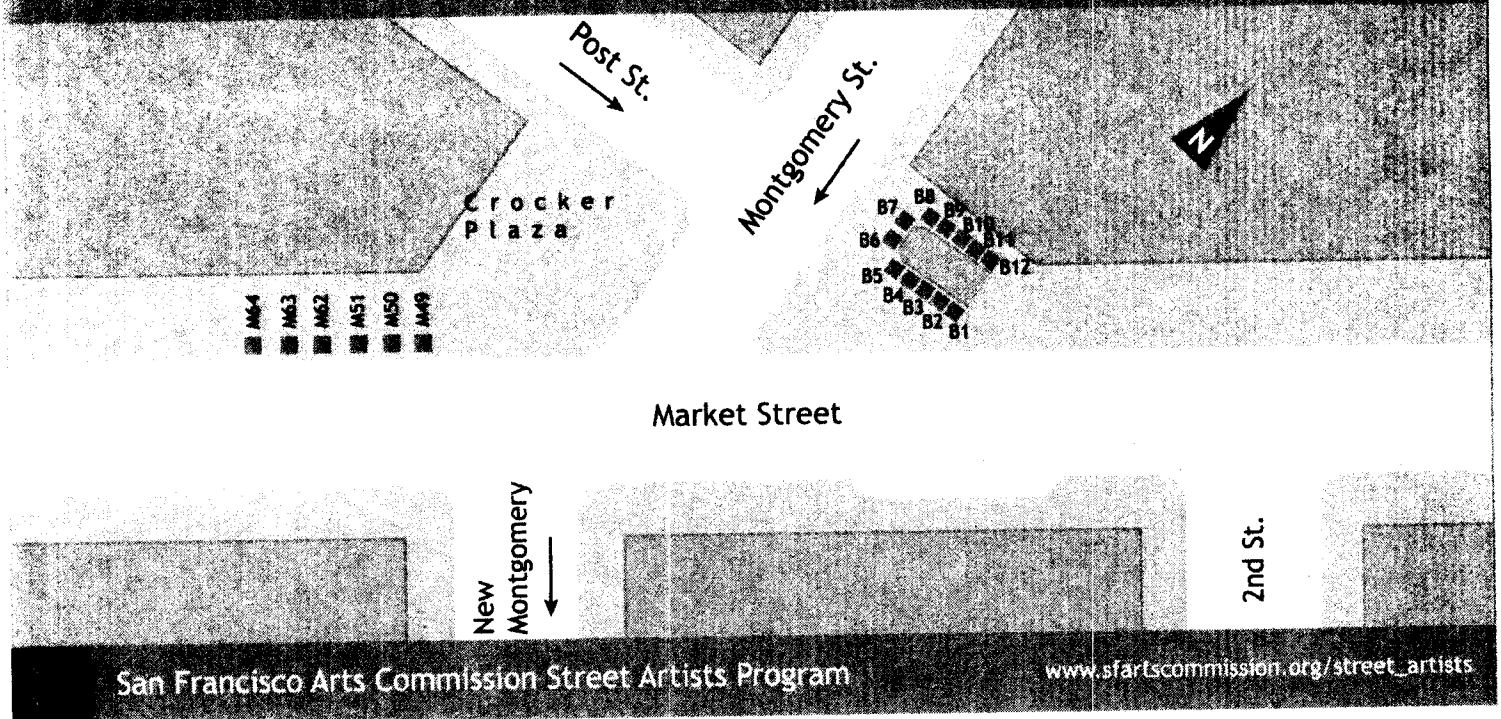 Post St.
Montgomery St.
N
Crocker
Plaza
B7
B8
B9
B10
B11
B12
B6
B5
B4
B3
B2
B1
M64
M63
M62
M51
M50
M49
Market Street
New
Montgomery
2nd St.
San Francisco Arts Commission Street Artists Program
www.sfartscommission.org/street_artists